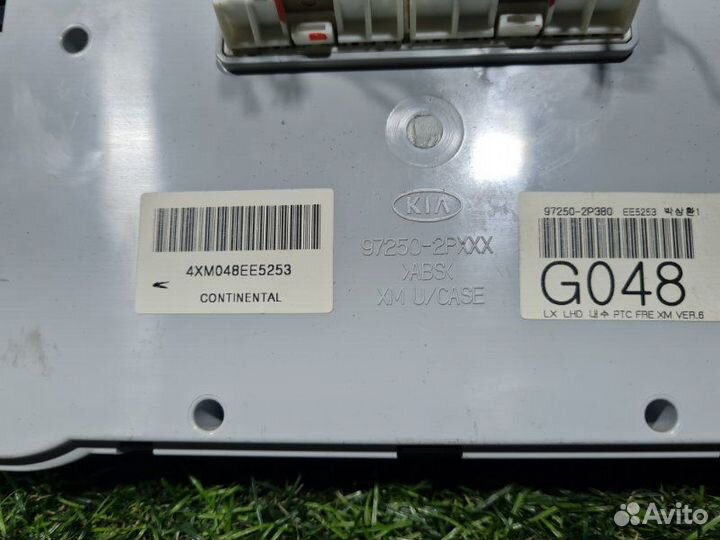 KIA
97250-2PXXX
>ABS<
XM U/CASE
4XM048EE5253
CONTINENTAL
97250-2P380 EE5253 박상환1
G048
LX LHD 내수 PTC FRE XM VER.6
Avito